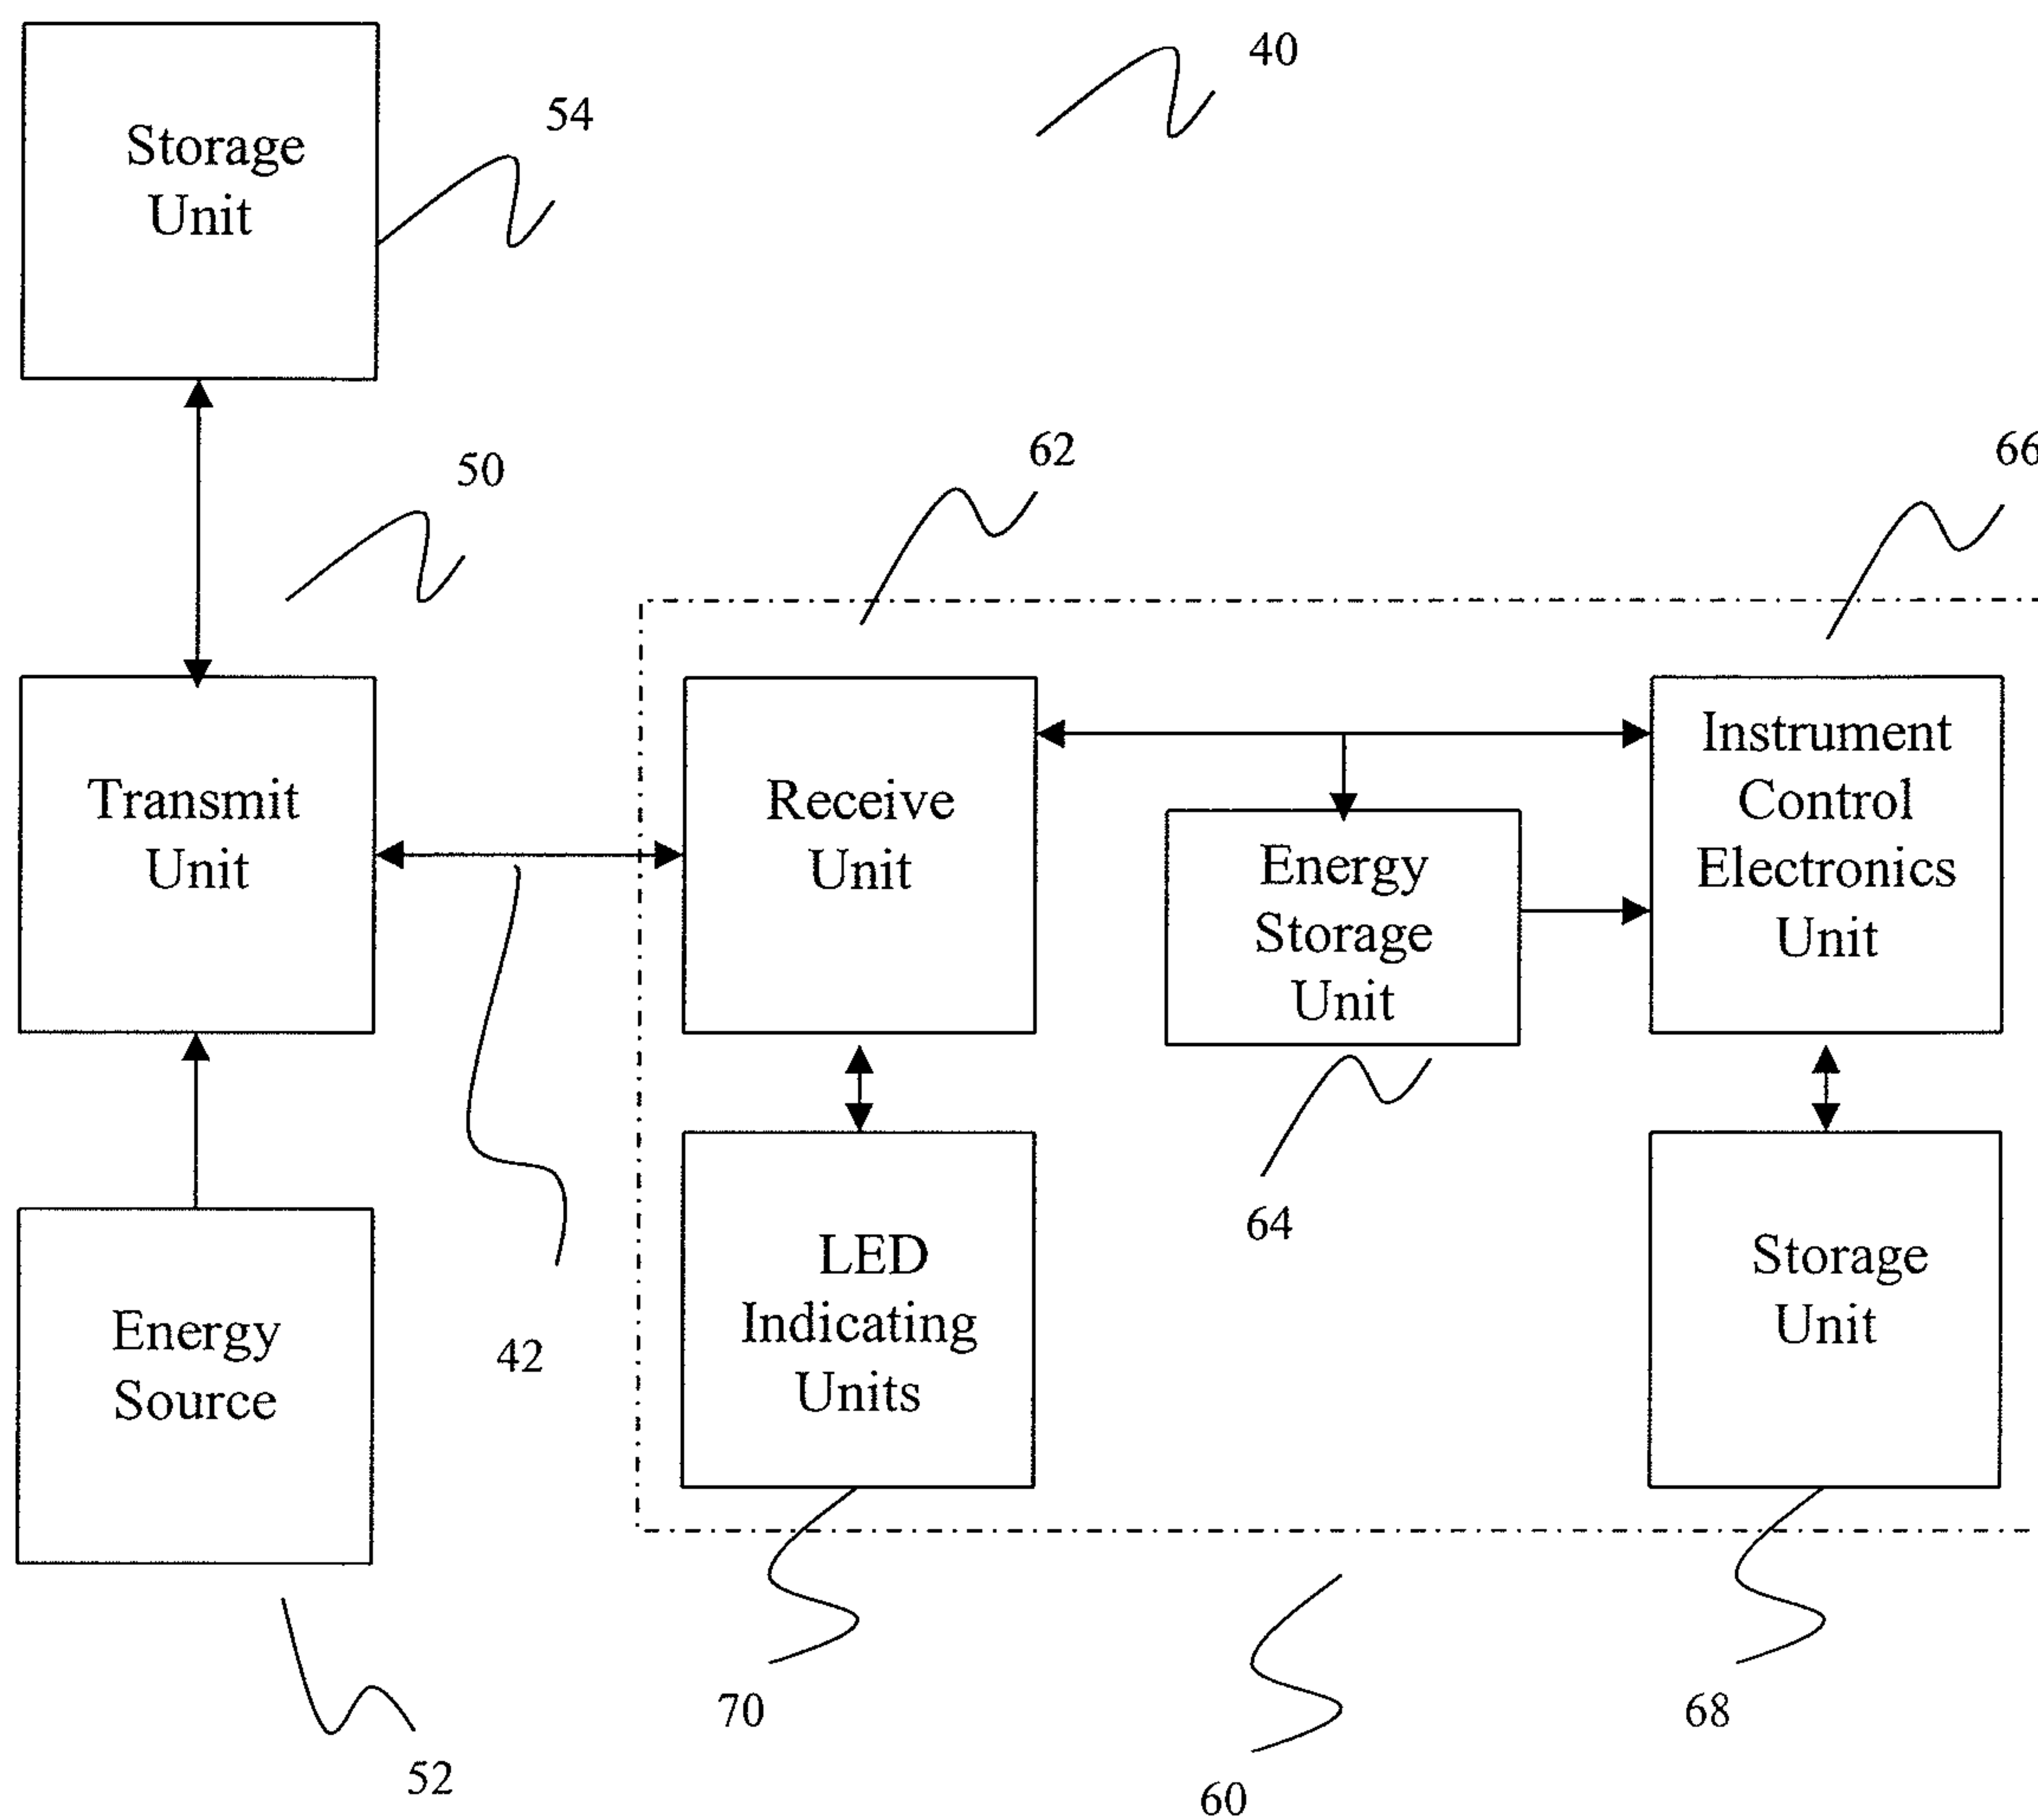 40
54
Storage
Unit
50
62
66
Transmit
Unit
Receive
Unit
Instrument
Control
Electronics
Unit
Energy
Storage
Unit
64
42
Energy
Source
LED
Indicating
Units
Storage
Unit
52
70
60
68